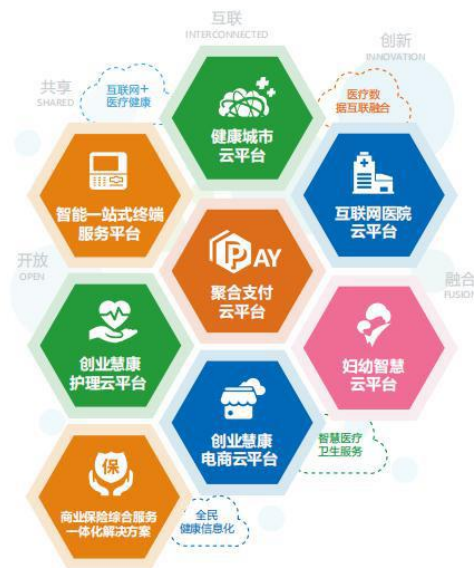 互联
INTERCONNECTED
创新
INNOVATION
共享
SHARED
互联网+
医疗健康
医疗数
据互联融合
健康城市
云平台
智能一站式终端
服务平台
互联网医院
云平台
PAY
聚合支付
云平台
开放
OPEN
融合
FUSION
创业慧康
护理云平台
妇幼智慧
云平台
创业慧康
电商云平台
智慧医疗
卫生服务
保
商业保险综合服务
一体化解决方案
全民
健康信息化